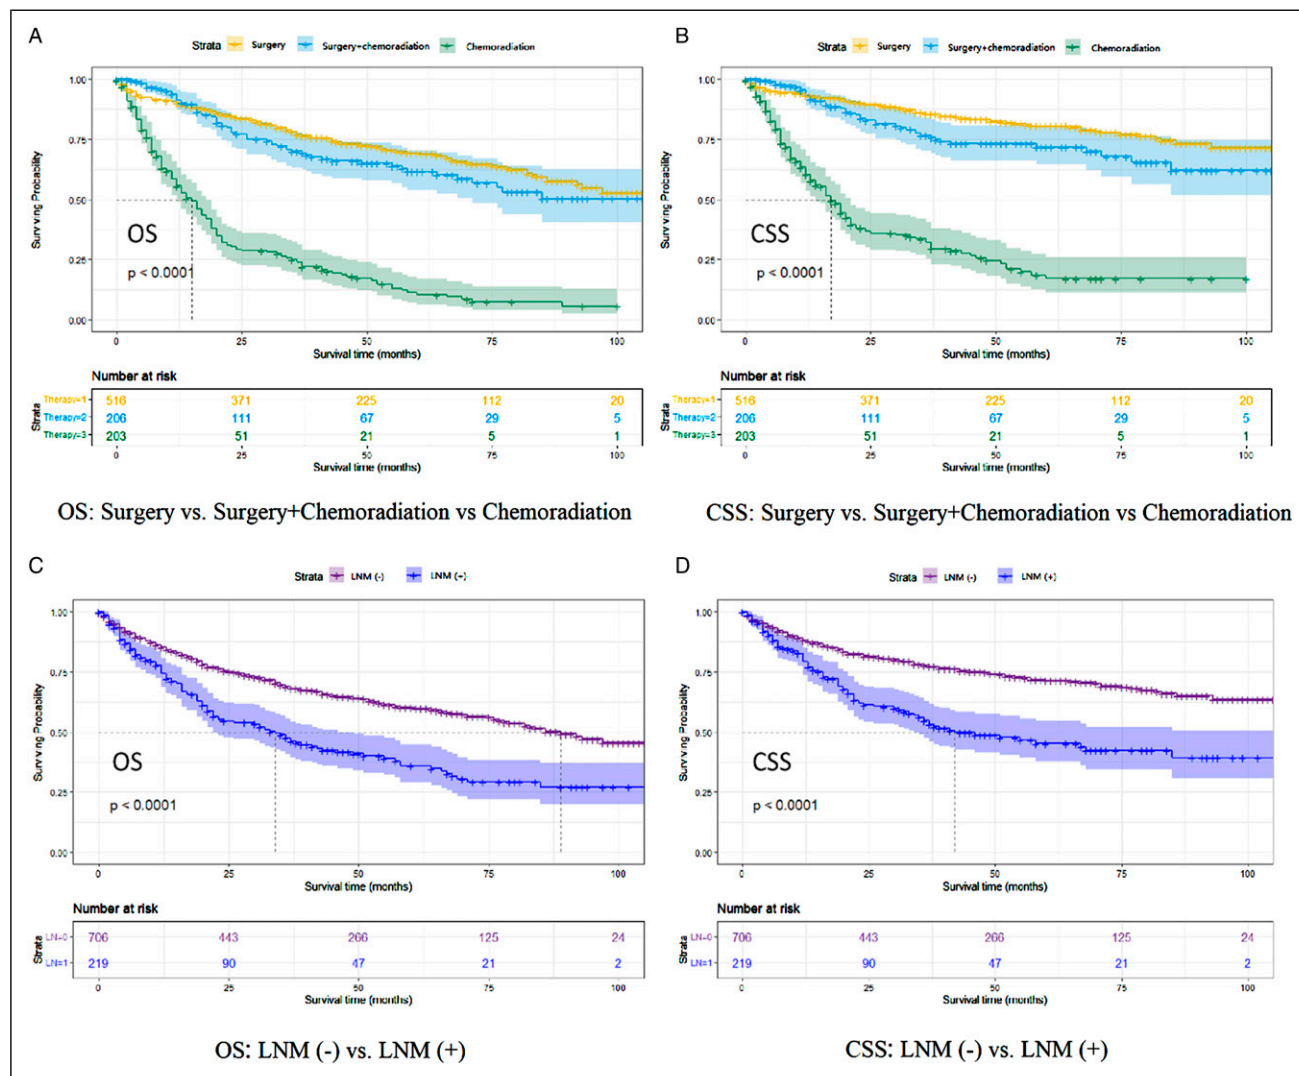 A
Strata Surgery Surgery+chemoradiation Chemoradiation
1.00
0.75
0.50
0.25
0.00
Surviving Probability
OS
p < 0.0001
0 25 50 75 100
Survival time (months)
Number at risk
Strata
Therapy=1 516 371 225 112 20
Therapy=2 206 111 67 29 5
Therapy=3 203 51 21 5 1
0 25 50 75 100
Survival time (months)
OS: Surgery vs. Surgery+Chemoradiation vs Chemoradiation
B
Strata Surgery Surgery+chemoradiation Chemoradiation
1.00
0.75
0.50
0.25
0.00
Surviving Probability
CSS
p < 0.0001
0 25 50 75 100
Survival time (months)
Number at risk
Strata
Therapy=1 516 371 225 112 20
Therapy=2 206 111 67 29 5
Therapy=3 203 51 21 5 1
0 25 50 75 100
Survival time (months)
CSS: Surgery vs. Surgery+Chemoradiation vs Chemoradiation
C
Strata LNM (-) LNM (+)
1.00
0.75
0.50
0.25
0.00
Surviving Probability
OS
p < 0.0001
0 25 50 75 100
Survival time (months)
Number at risk
Strata
LN=0 706 443 266 125 24
LN=1 219 90 47 21 2
0 25 50 75 100
Survival time (months)
OS: LNM (-) vs. LNM (+)
D
Strata LNM (-) LNM (+)
1.00
0.75
0.50
0.25
0.00
Surviving Probability
CSS
p < 0.0001
0 25 50 75 100
Survival time (months)
Number at risk
Strata
LN=0 706 443 266 125 24
LN=1 219 90 47 21 2
0 25 50 75 100
Survival time (months)
CSS: LNM (-) vs. LNM (+)